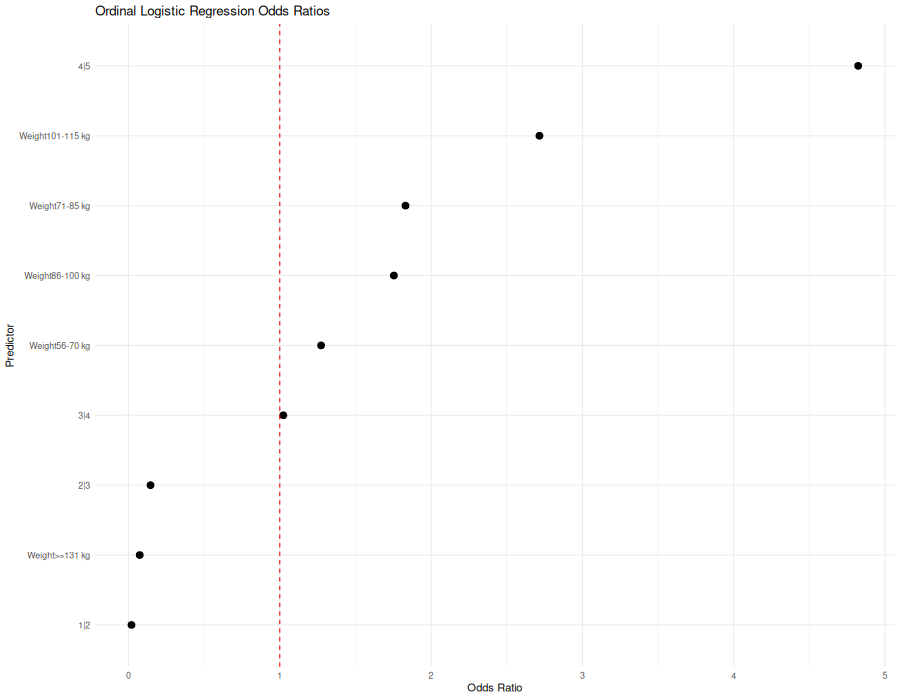 Ordinal Logistic Regression Odds Ratios
Predictor
4|5
Weight101-115 kg
Weight71-85 kg
Weight86-100 kg
Weight56-70 kg
3|4
2|3
Weight>=131 kg
1|2
0 1 2 3 4 5
Odds Ratio